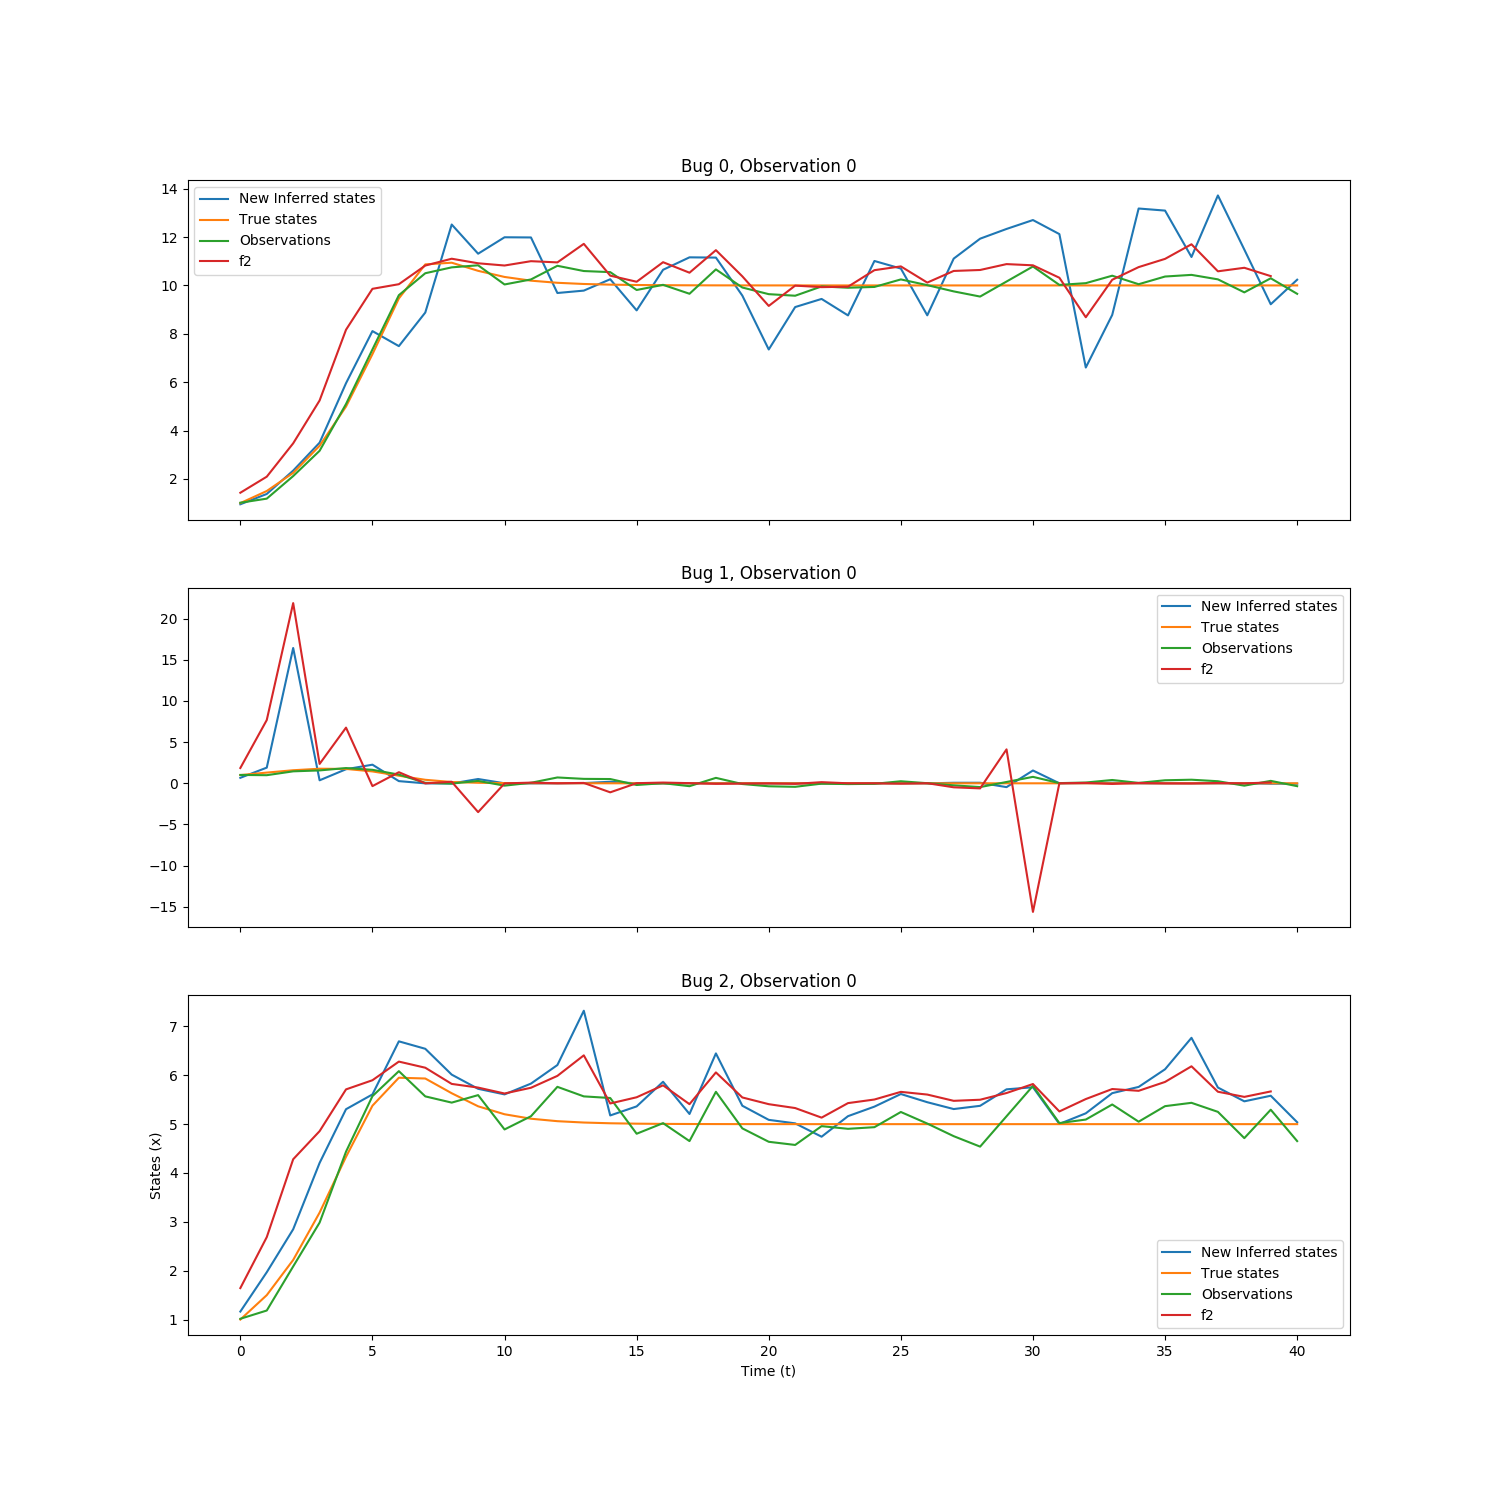 Bug 0, Observation 0
14
12
10
8
6
4
2
New Inferred states
True states
Observations
f2
Bug 1, Observation 0
20
15
10
5
0
−5
−10
−15
New Inferred states
True states
Observations
f2
Bug 2, Observation 0
States (x)
7
6
5
4
3
2
1
New Inferred states
True states
Observations
f2
0 5 10 15 20 25 30 35 40
Time (t)